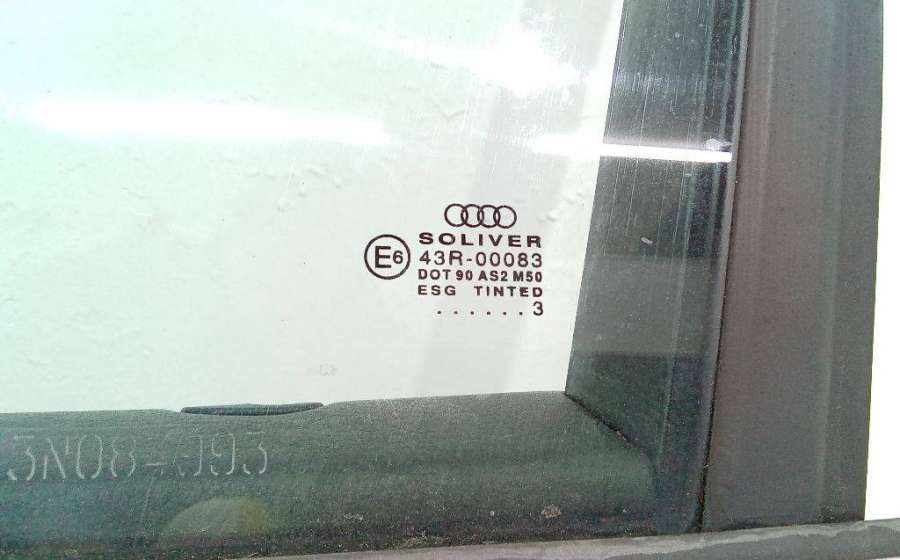 SOLIVER
E6 43R-00083
DOT 90 AS2 M50
ESG TINTED
. . . . . . 3